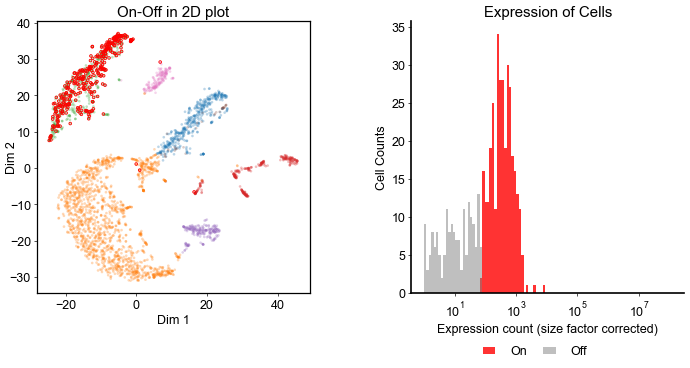 On-Off in 2D plot
Expression of Cells
40
30
20
10
0
−10
−20
−30
Dim 2
−20 0 20 40
Dim 1
35
30
25
20
15
10
5
0
Cell Counts
10^1 10^3 10^5 10^7
Expression count (size factor corrected)
On Off